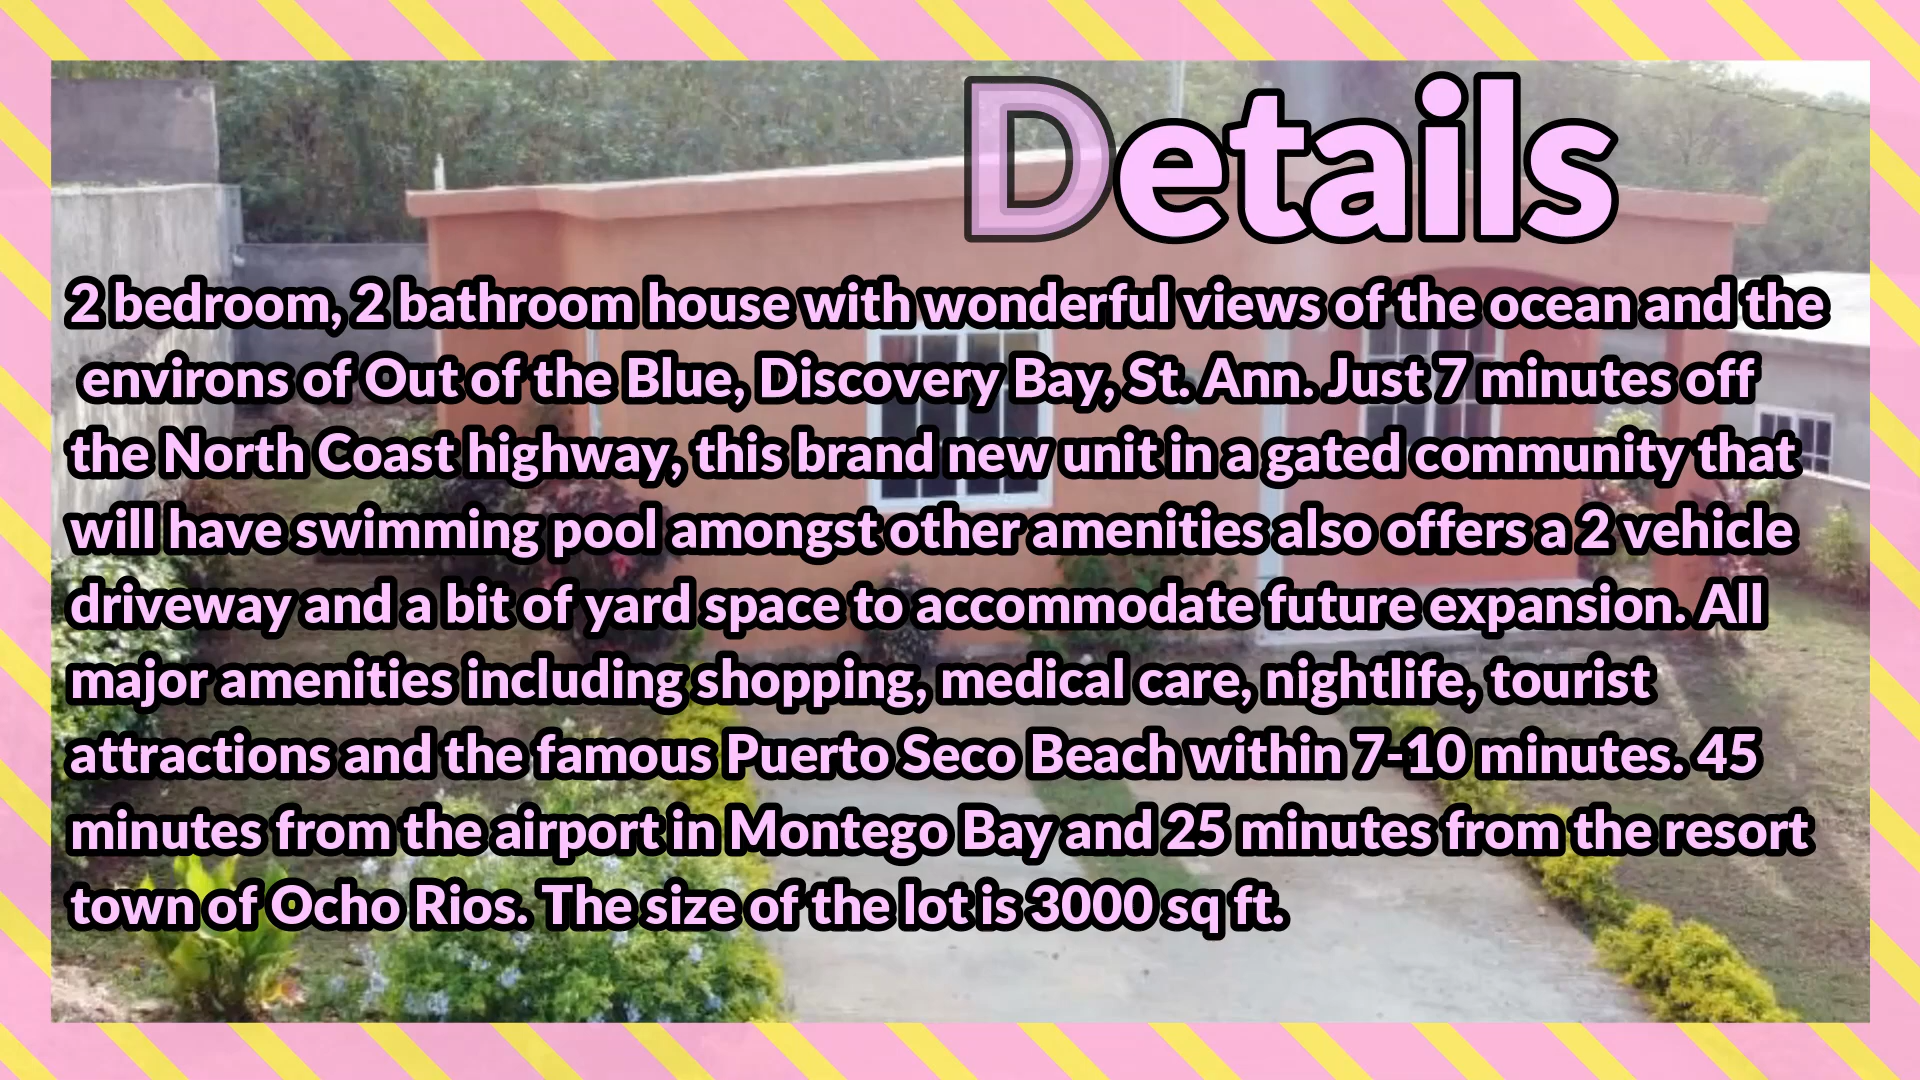 Details
2 bedroom, 2 bathroom house with wonderful views of the ocean and the
environs of Out of the Blue, Discovery Bay, St. Ann. Just 7 minutes off
the North Coast highway, this brand new unit in a gated community that
will have swimming pool amongst other amenities also offers a 2 vehicle
driveway and a bit of yard space to accommodate future expansion. All
major amenities including shopping, medical care, nightlife, tourist
attractions and the famous Puerto Seco Beach within 7-10 minutes. 45
minutes from the airport in Montego Bay and 25 minutes from the resort
town of Ocho Rios. The size of the lot is 3000 sq ft.